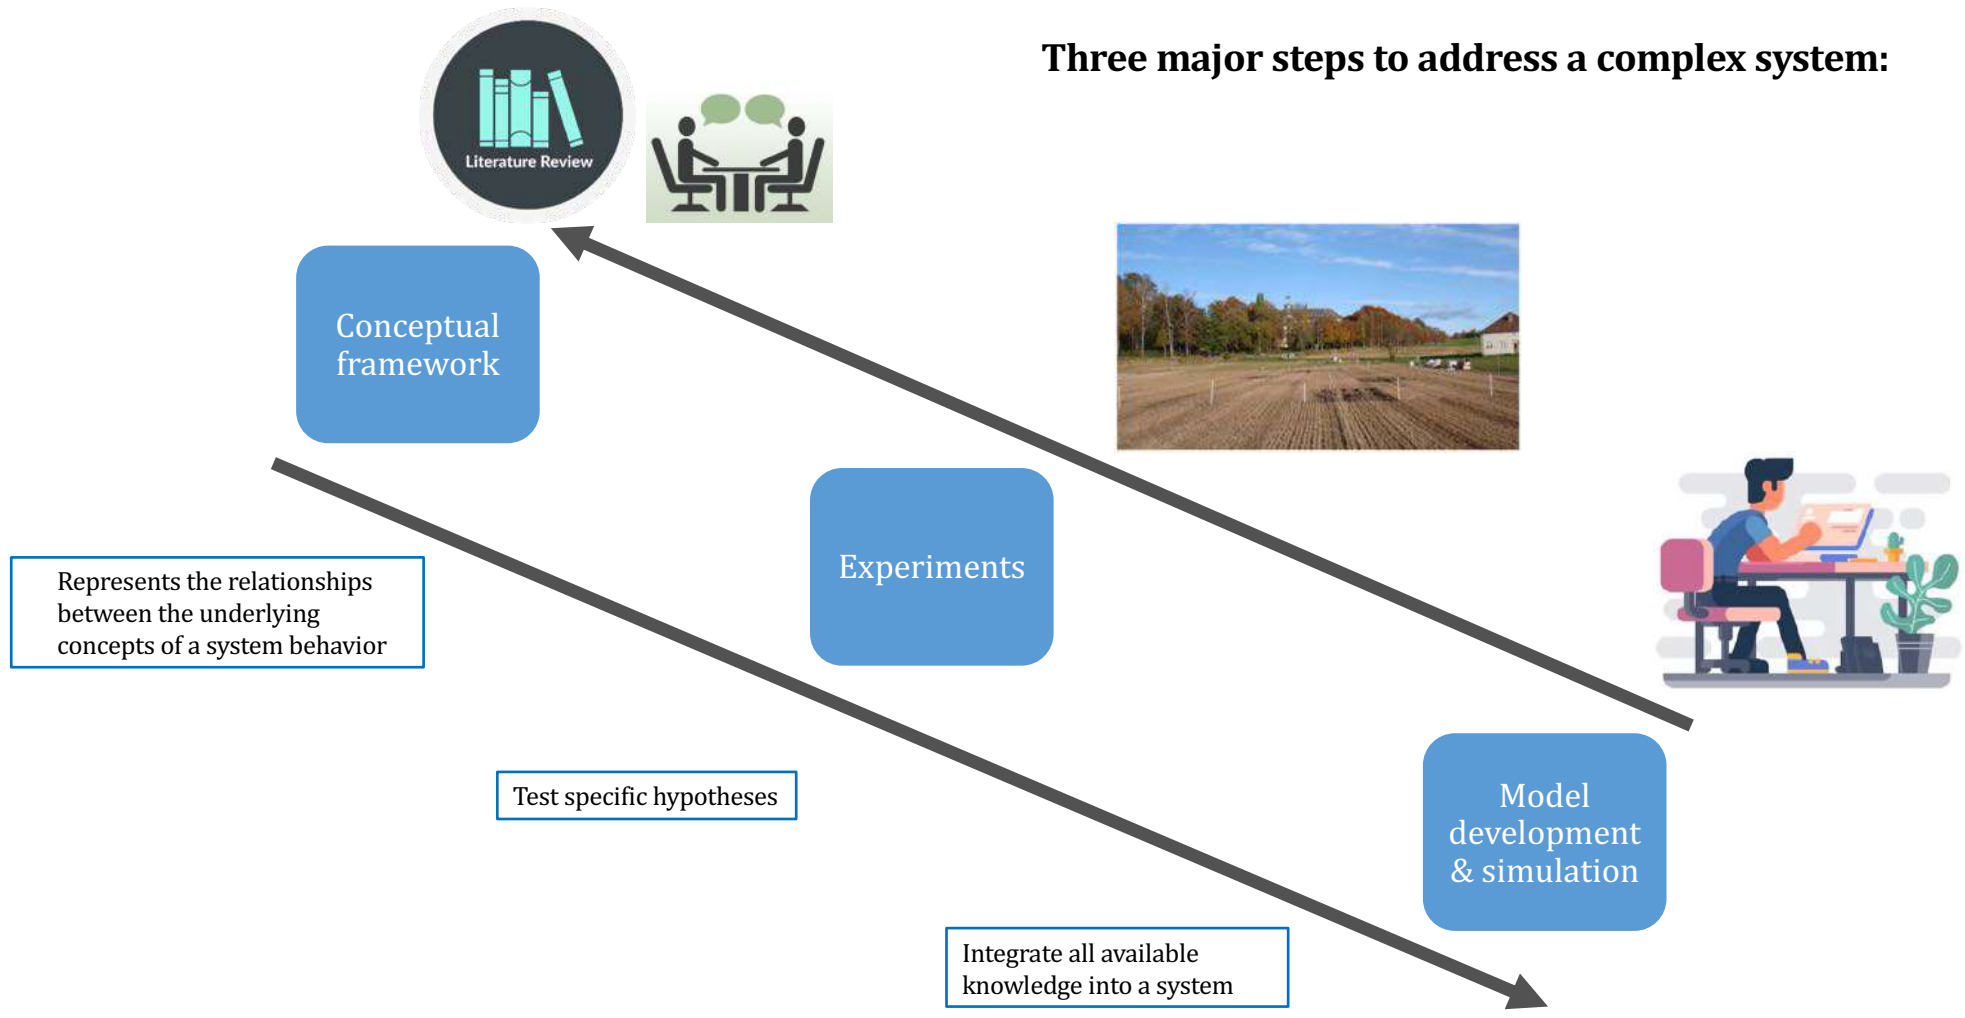 Three major steps to address a complex system:
Literature Review
Conceptual
framework
Experiments
Represents the relationships
between the underlying
concepts of a system behavior
Test specific hypotheses
Model
development
& simulation
Integrate all available
knowledge into a system